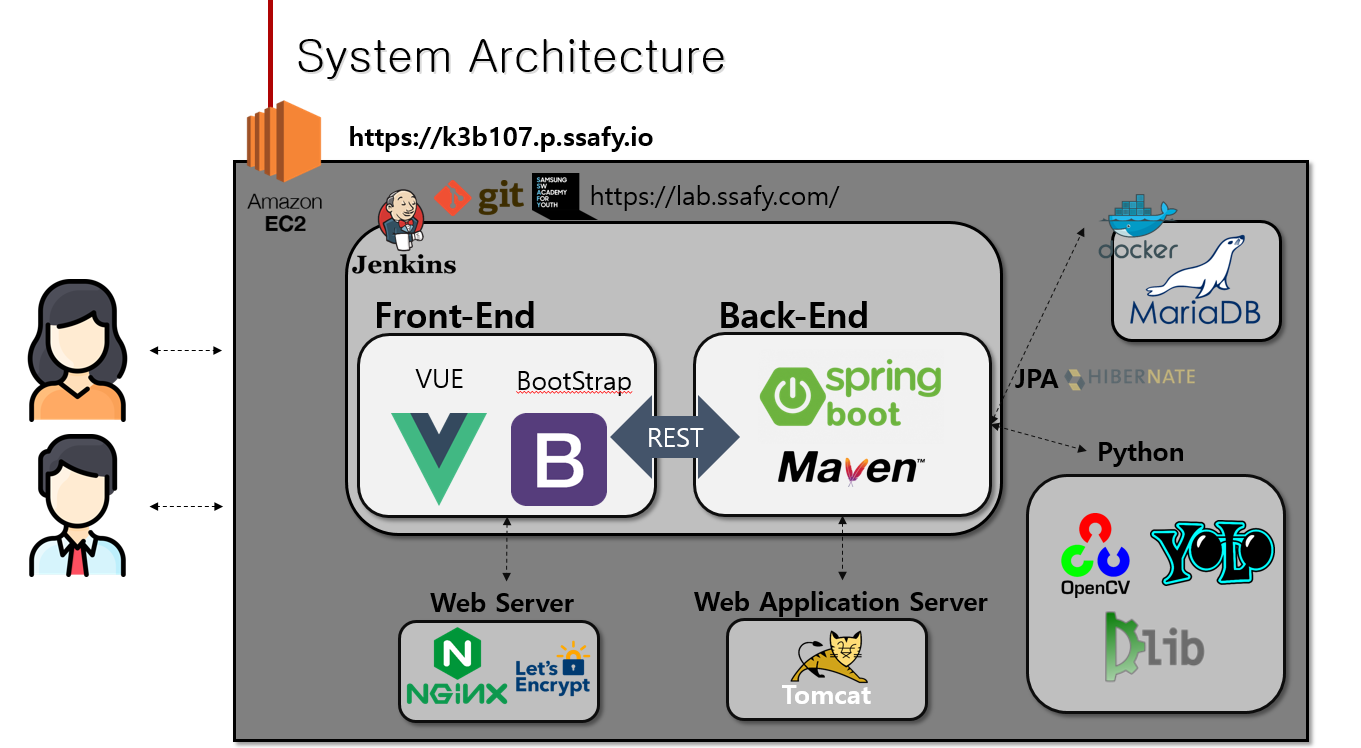 System Architecture
https://k3b107.p.ssafy.io
Amazon
EC2
git
SAMSUNG
SW
ACADEMY
FOR
YOUTH
https://lab.ssafy.com/
Jenkins
docker
MariaDB
Front-End
Back-End
VUE
BootStrap
B
REST
spring
boot
Maven™
JPA
HIBERNATE
Python
OpenCV
YOLO
Dlib
Web Server
Web Application Server
N
NGINX
Let's
Encrypt
Tomcat